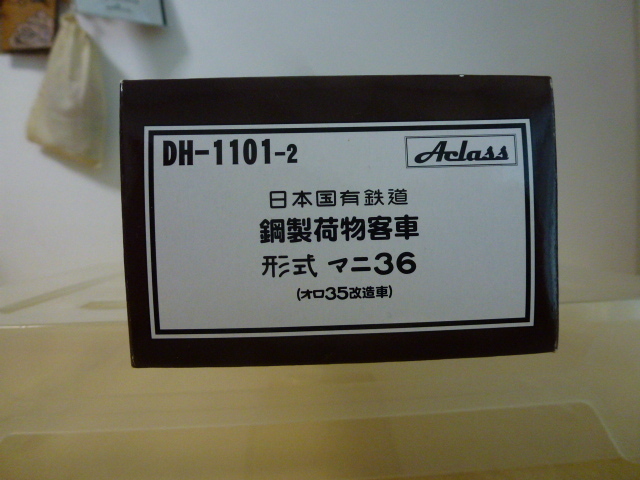 DH-1101-2
Aclass
日本国有鉄道
鋼製荷物客車
形式 マニ36
(オロ35改造車)